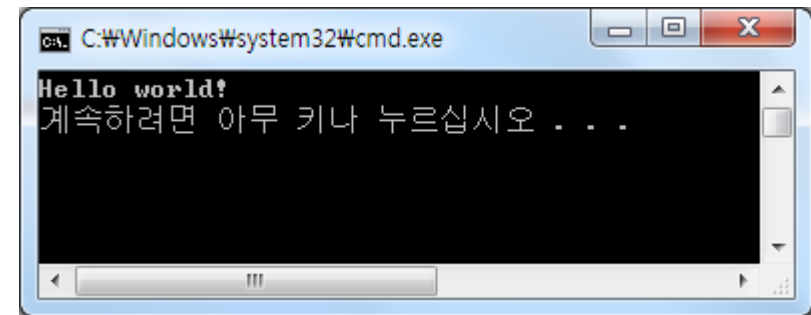 C:₩Windows₩system32₩cmd.exe
Hello world!
계속하려면 아무 키나 누르십시오 . . .